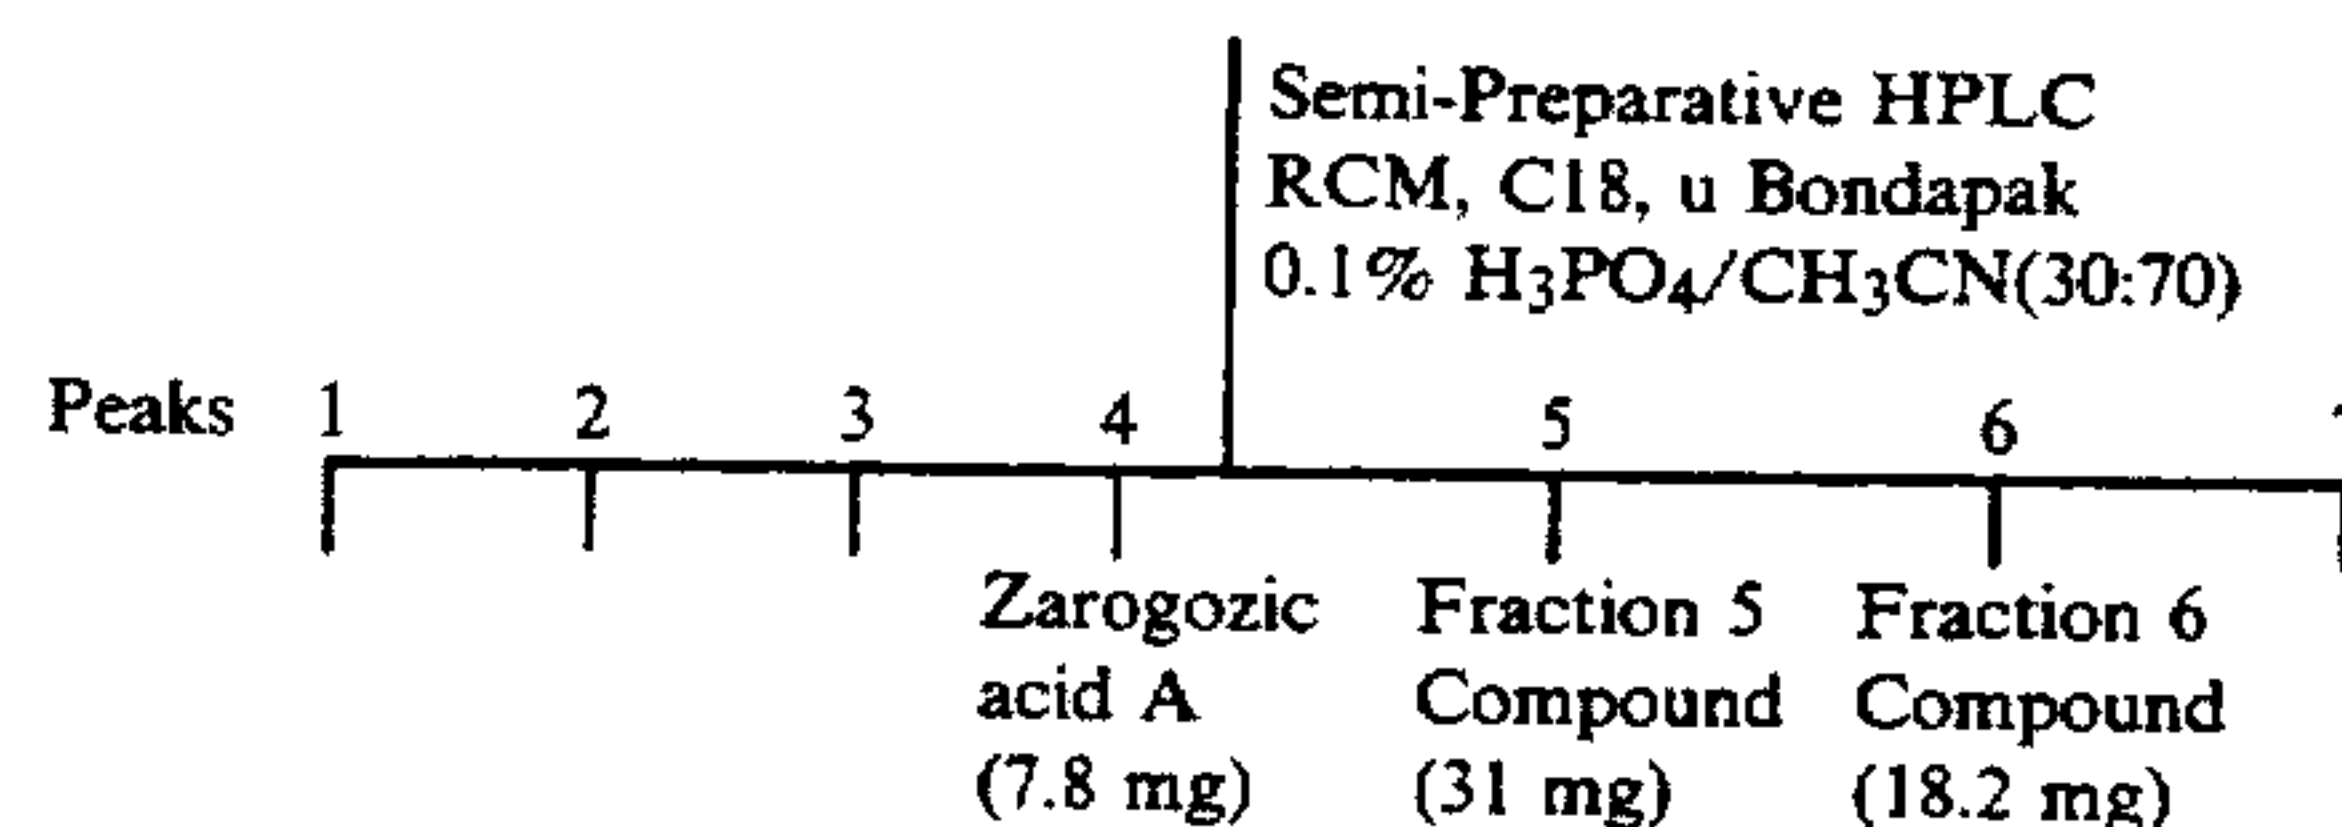 Semi-Preparative HPLC
RCM, C18, u Bondapak
0.1% H3PO4/CH3CN(30:70)
Peaks 1 2 3 4 5 6
Zarogozic
acid A
(7.8 mg)
Fraction 5
Compound
(31 mg)
Fraction 6
Compound
(18.2 mg)